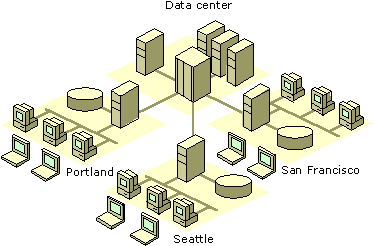 Data center
Portland
San Francisco
Seattle